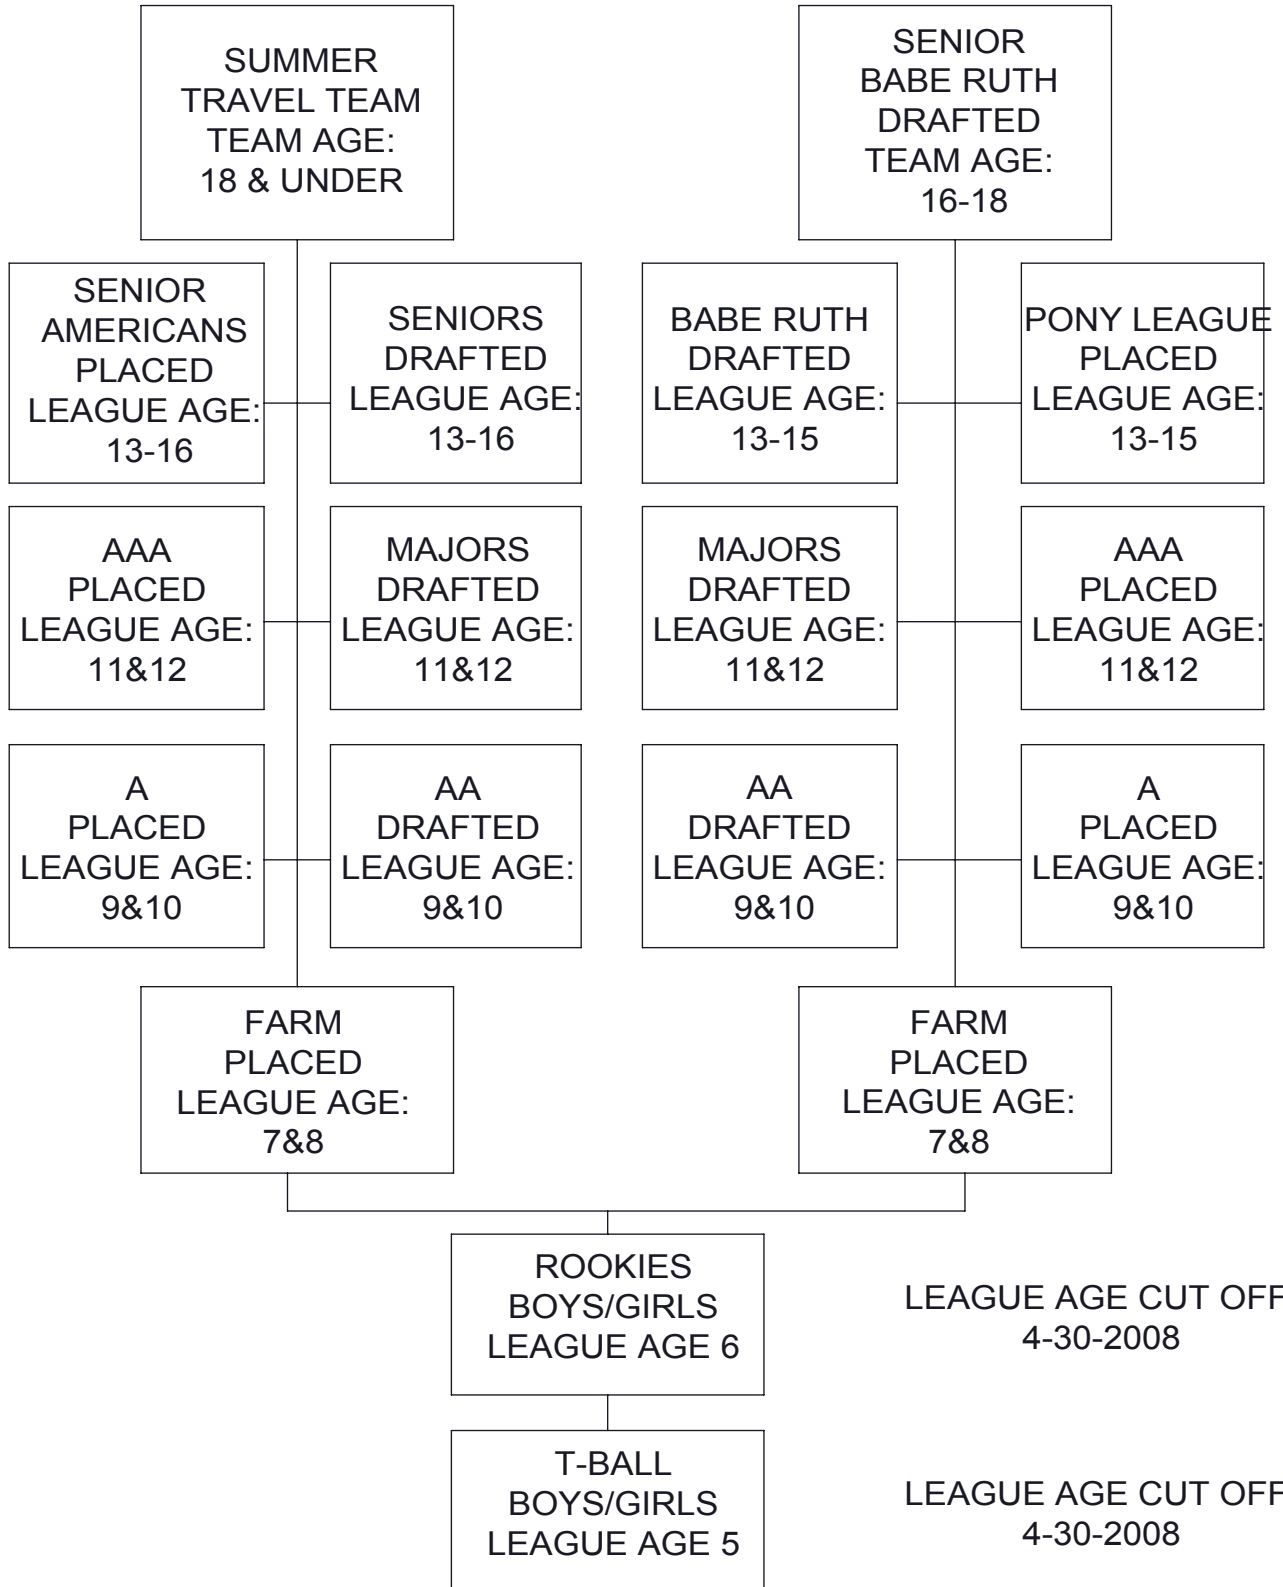 SUMMER
TRAVEL TEAM
TEAM AGE:
18 & UNDER
SENIOR
BABE RUTH
DRAFTED
TEAM AGE:
16-18
SENIOR
AMERICANS
PLACED
LEAGUE AGE:
13-16
SENIORS
DRAFTED
LEAGUE AGE:
13-16
BABE RUTH
DRAFTED
LEAGUE AGE:
13-15
PONY LEAGUE
PLACED
LEAGUE AGE:
13-15
AAA
PLACED
LEAGUE AGE:
11&12
MAJORS
DRAFTED
LEAGUE AGE:
11&12
MAJORS
DRAFTED
LEAGUE AGE:
11&12
AAA
PLACED
LEAGUE AGE:
11&12
A
PLACED
LEAGUE AGE:
9&10
AA
DRAFTED
LEAGUE AGE:
9&10
AA
DRAFTED
LEAGUE AGE:
9&10
A
PLACED
LEAGUE AGE:
9&10
FARM
PLACED
LEAGUE AGE:
7&8
FARM
PLACED
LEAGUE AGE:
7&8
ROOKIES
BOYS/GIRLS
LEAGUE AGE 6
LEAGUE AGE CUT OFF
4-30-2008
T-BALL
BOYS/GIRLS
LEAGUE AGE 5
LEAGUE AGE CUT OFF
4-30-2008